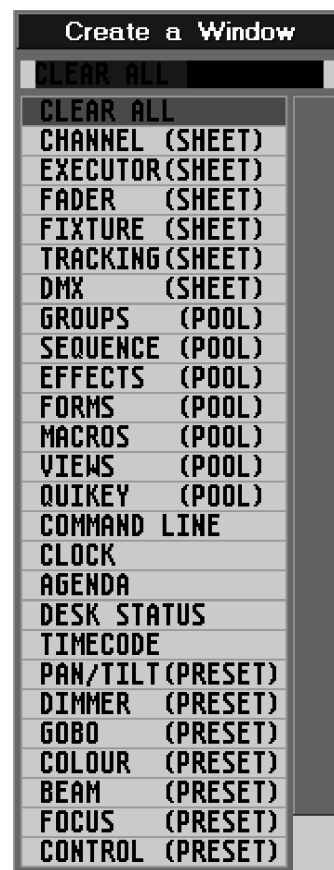 Create a Window
CLEAR ALL
CLEAR ALL
CHANNEL (SHEET)
EXECUTOR(SHEET)
FADER (SHEET)
FIXTURE (SHEET)
TRACKING(SHEET)
DMX (SHEET)
GROUPS (POOL)
SEQUENCE (POOL)
EFFECTS (POOL)
FORMS (POOL)
MACROS (POOL)
VIEWS (POOL)
QUIKEY (POOL)
COMMAND LINE
CLOCK
AGENDA
DESK STATUS
TIMECODE
PAN/TILT(PRESET)
DIMMER (PRESET)
GOBO (PRESET)
COLOUR (PRESET)
BEAM (PRESET)
FOCUS (PRESET)
CONTROL (PRESET)